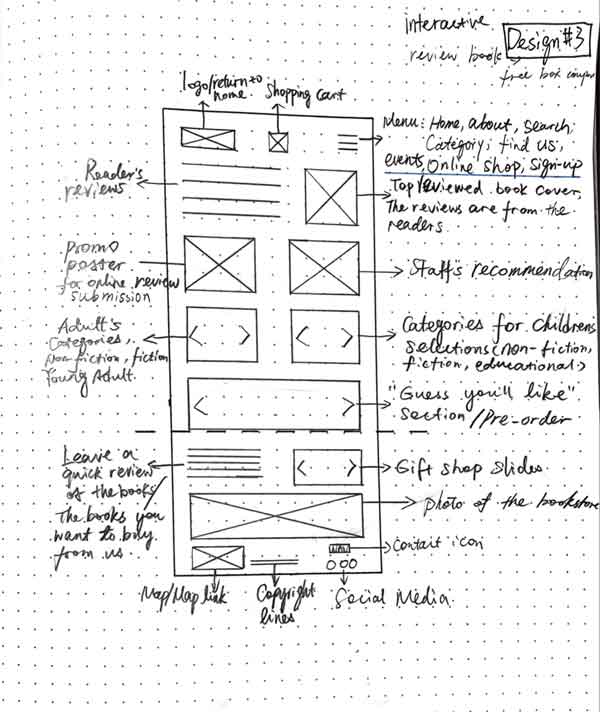 interactive
review book
Design #3
free box coupon
logo/return to
home.
Shopping cart
Menu: Home, about, search,
Category, find us,
events, Online shop, sign-up
Reader's
reviews
Top reviewed book cover,
The reviews are from the
readers.
Promo
poster
for online review
submission
Staff's recommendation
Adult's
Categories,
Non-fiction, fiction
Young Adult.
Categories for childrens
Selections (non-fiction,
fiction, educational)
"Guess you'll like"
Section /Pre-order
Leave a
quick review
of the books
The books you
want to buy
from us
Gift shop slides.
photo of the bookstore
Contact icon
Map/Map link
Copyright
lines
Social Media.